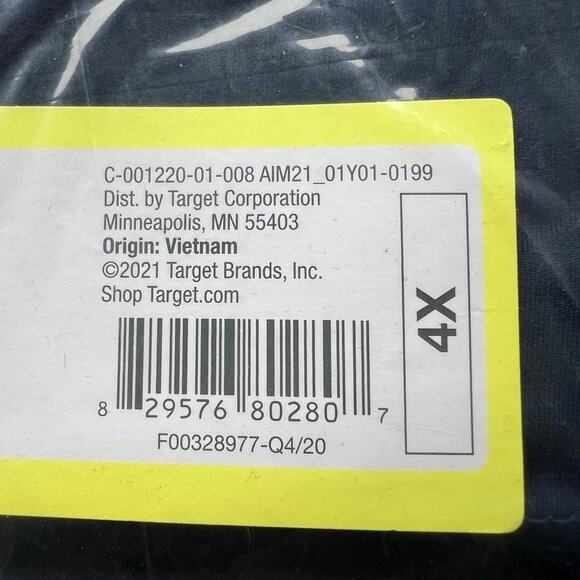 C-001220-01-008 AIM21_01Y01-0199
Dist. by Target Corporation
Minneapolis, MN 55403
Origin: Vietnam
©2021 Target Brands, Inc.
Shop Target.com
4X
8 29576 80280 7
F00328977-Q4/20